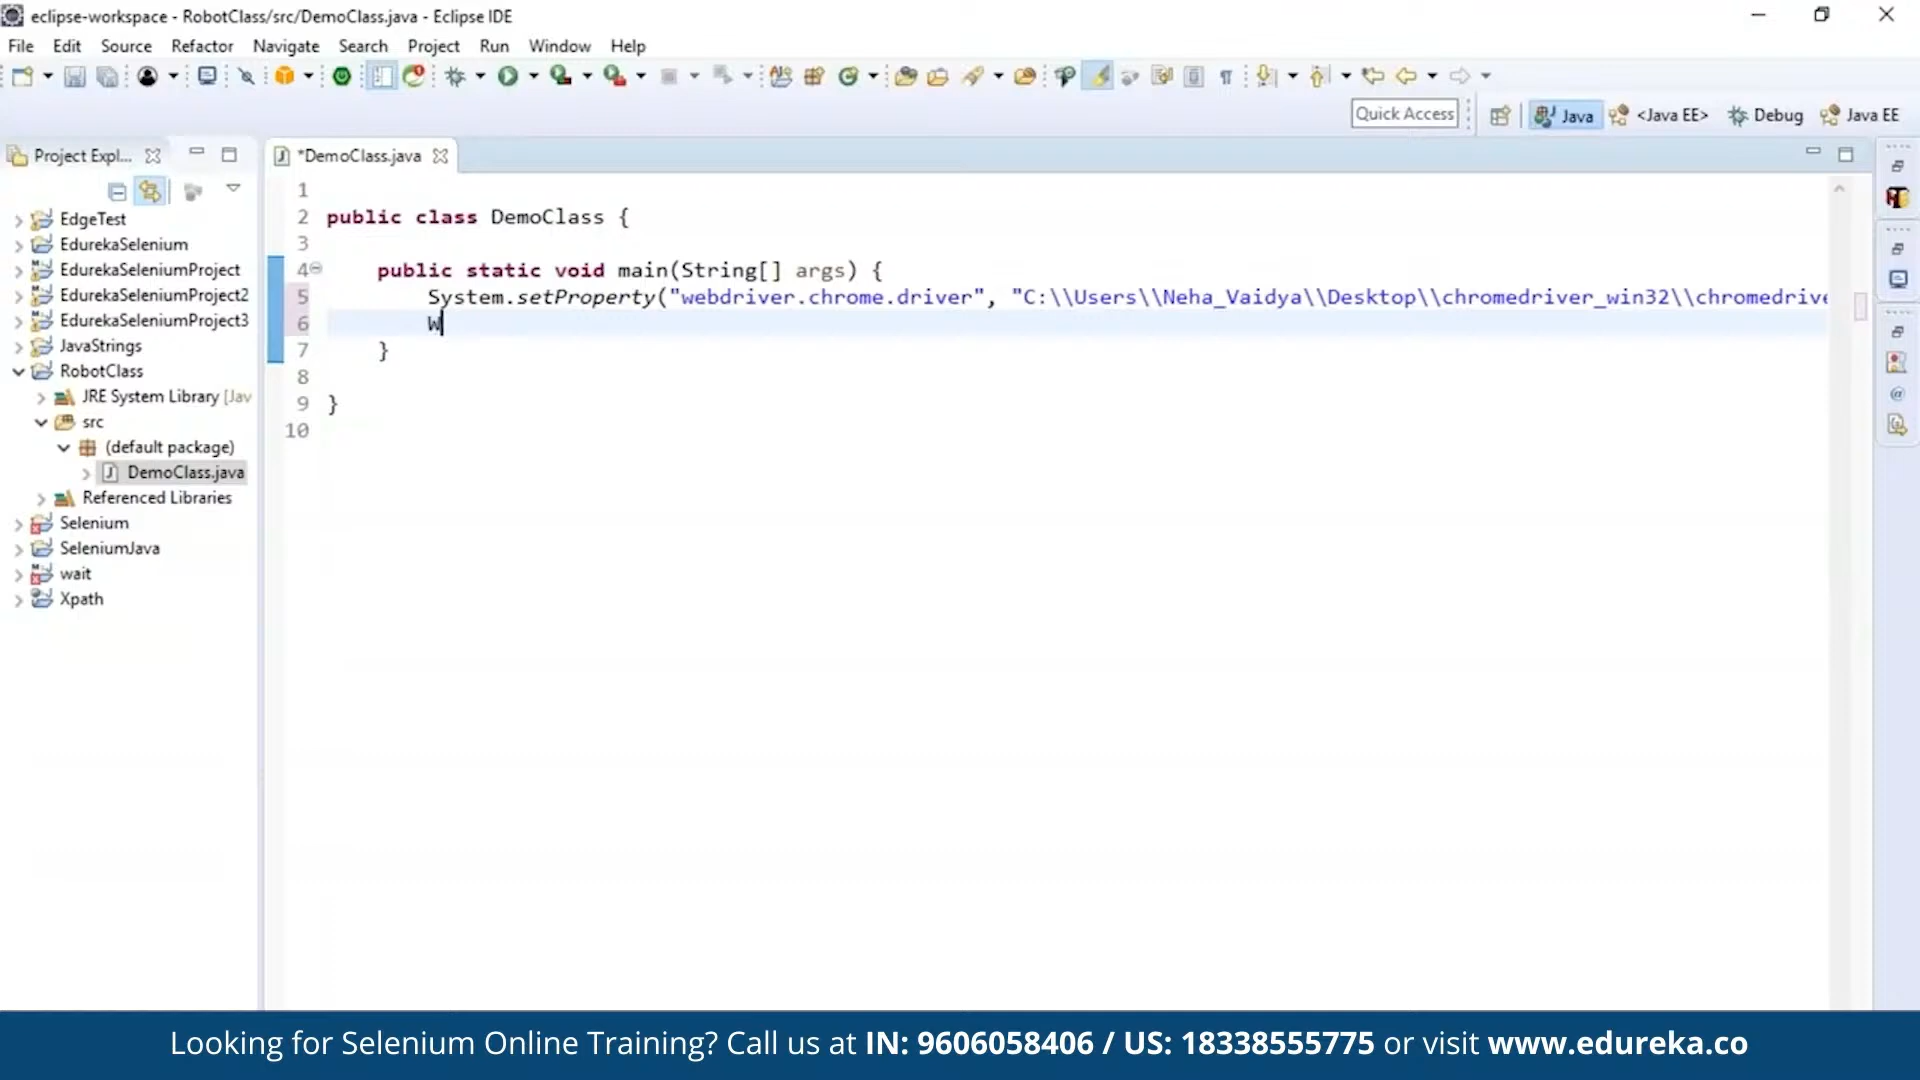 eclipse-workspace - RobotClass/src/DemoClass.java - Eclipse IDE
File Edit Source Refactor Navigate Search Project Run Window Help
Quick Access
Java <Java EE> Debug Java EE
Project Expl...
*DemoClass.java
EdgeTest
EdurekaSelenium
EdurekaSeleniumProject
EdurekaSeleniumProject2
EdurekaSeleniumProject3
JavaStrings
RobotClass
JRE System Library [Jav
src
(default package)
DemoClass.java
Referenced Libraries
Selenium
SeleniumJava
wait
Xpath
1
2 public class DemoClass {
3
4 public static void main(String[] args) {
5 System.setProperty("webdriver.chrome.driver", "C:\\Users\\Neha_Vaidya\\Desktop\\chromedriver_win32\\chromedrive
6 W
7 }
8
9 }
10
Looking for Selenium Online Training? Call us at IN: 9606058406 / US: 18338555775 or visit www.edureka.co